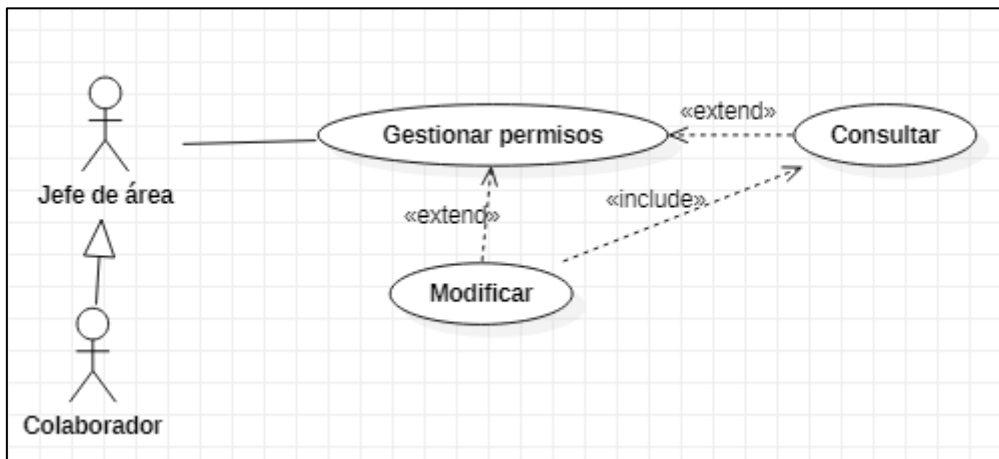 «extend»
Gestionar permisos
Consultar
Jefe de área
«include»
«extend»
Modificar
Colaborador